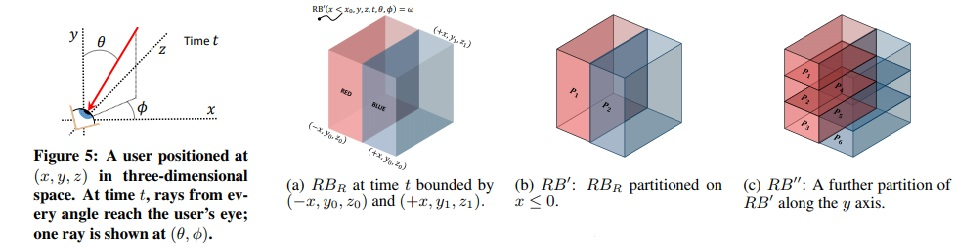 y
θ
z
Time t
ϕ
x
Figure 5: A user positioned at
(x, y, z) in three-dimensional
space. At time t, rays from ev-
ery angle reach the user's eye;
one ray is shown at (θ, ϕ).
RB'(x ≤ x₀, y, z, t, θ, ϕ) = α
(+x, y₁, z₁)
RED
BLUE
(−x, y₀, z₀)
(+x, y₀, z₀)
(a) RB_R at time t bounded by
(−x, y₀, z₀) and (+x, y₁, z₁).
P₁
P₂
(b) RB′: RB_R partitioned on
x ≤ 0.
P₁
P₄
P₂
P₅
P₃
P₆
(c) RB′′: A further partition of
RB′ along the y axis.